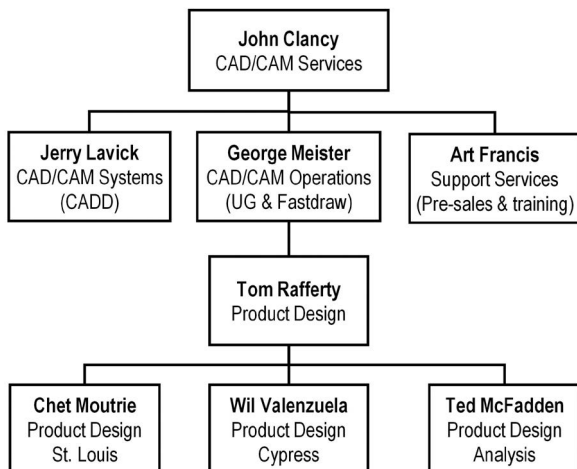 John Clancy
CAD/CAM Services
Jerry Lavick
CAD/CAM Systems
(CADD)
George Meister
CAD/CAM Operations
(UG & Fastdraw)
Art Francis
Support Services
(Pre-sales & training)
Tom Rafferty
Product Design
Chet Moutrie
Product Design
St. Louis
Wil Valenzuela
Product Design
Cypress
Ted McFadden
Product Design
Analysis